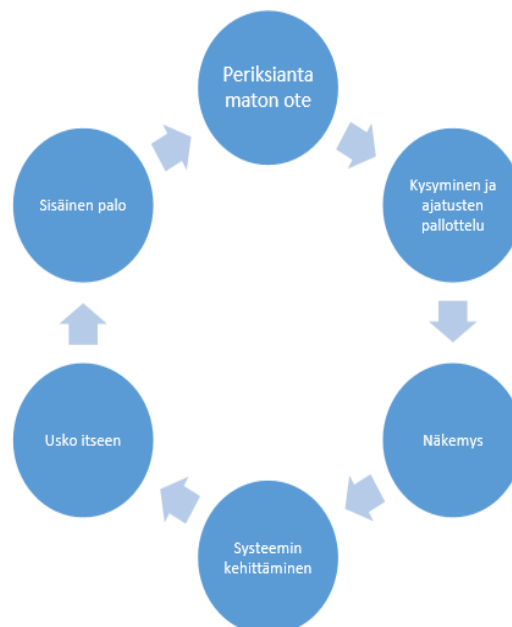 Periksianta
maton ote
Kysyminen ja
ajatusten
pallottelu
Näkemys
Systeemin
kehittäminen
Usko itseen
Sisäinen palo